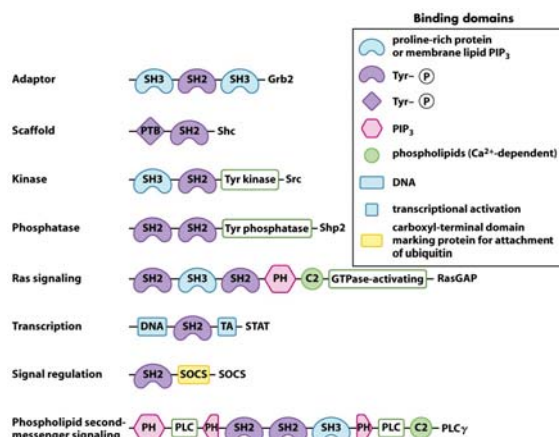 Binding domains
proline-rich protein
or membrane lipid PIP3
Tyr– P
Tyr– P
PIP3
phospholipids (Ca2+-dependent)
DNA
transcriptional activation
carboxyl-terminal domain
marking protein for attachment
of ubiquitin
Adaptor SH3 SH2 SH3 Grb2
Scaffold PTB SH2 Shc
Kinase SH3 SH2 Tyr kinase Src
Phosphatase SH2 SH2 Tyr phosphatase Shp2
Ras signaling SH2 SH3 SH2 PH C2 GTPase-activating RasGAP
Transcription DNA SH2 TA STAT
Signal regulation SH2 SOCS SOCS
Phospholipid second-
messenger signaling PH PLC PH SH2 SH2 SH3 PH PLC C2 PLCγ